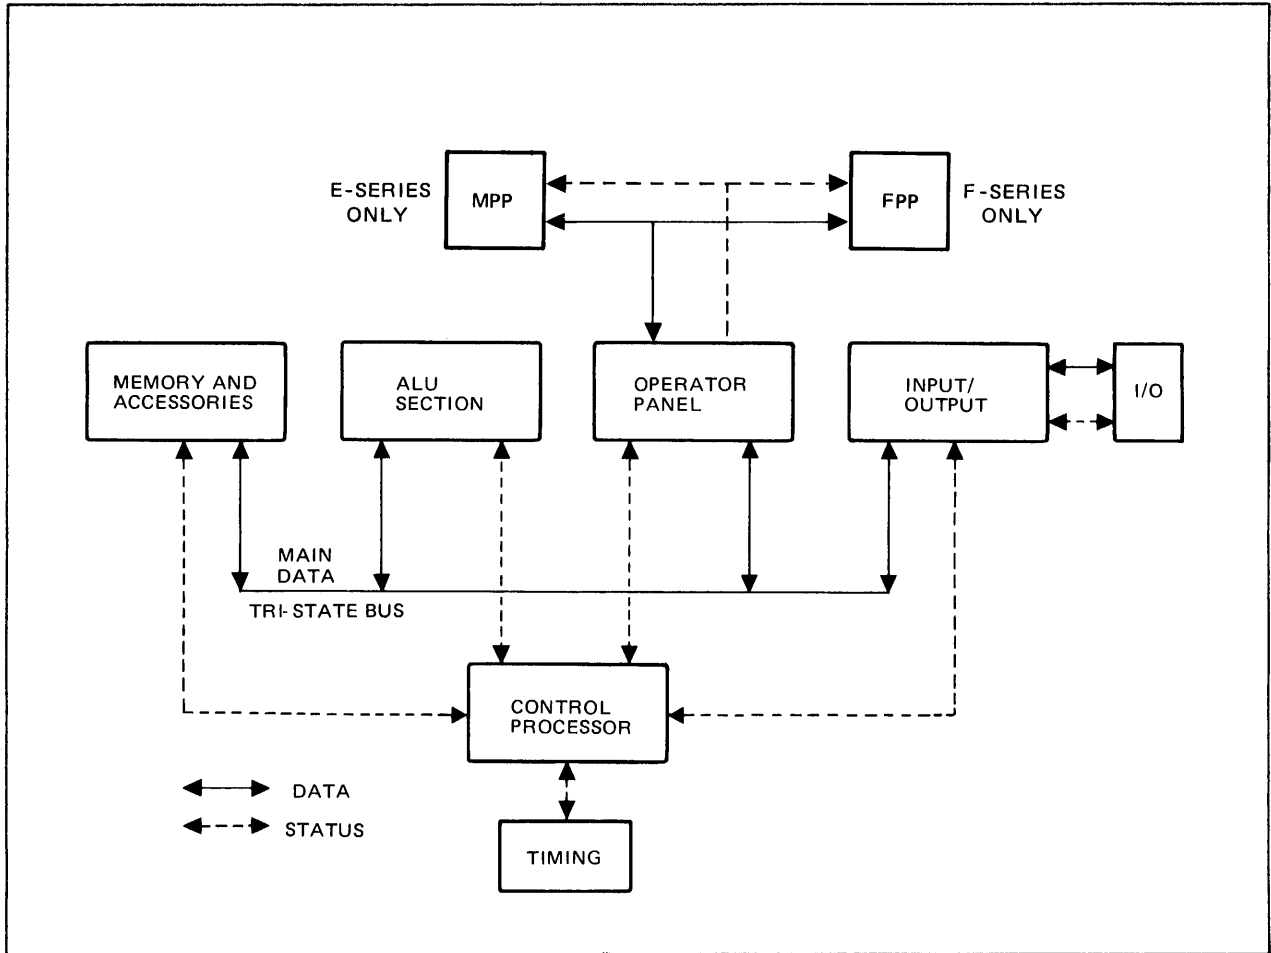 E-SERIES
ONLY
MPP
FPP
F-SERIES
ONLY
MEMORY AND
ACCESSORIES
ALU
SECTION
OPERATOR
PANEL
INPUT/
OUTPUT
I/O
MAIN
DATA
TRI-STATE BUS
CONTROL
PROCESSOR
DATA
STATUS
TIMING